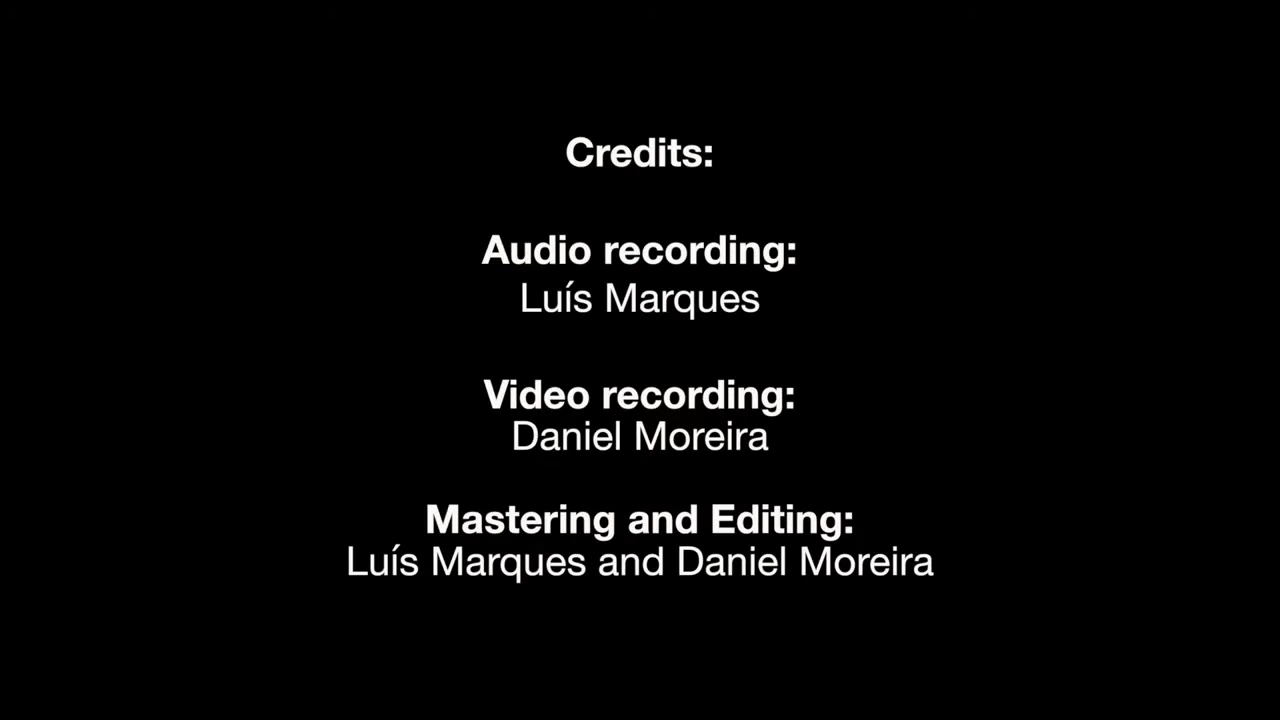 Credits:
Audio recording:
Luís Marques
Video recording:
Daniel Moreira
Mastering and Editing:
Luís Marques and Daniel Moreira